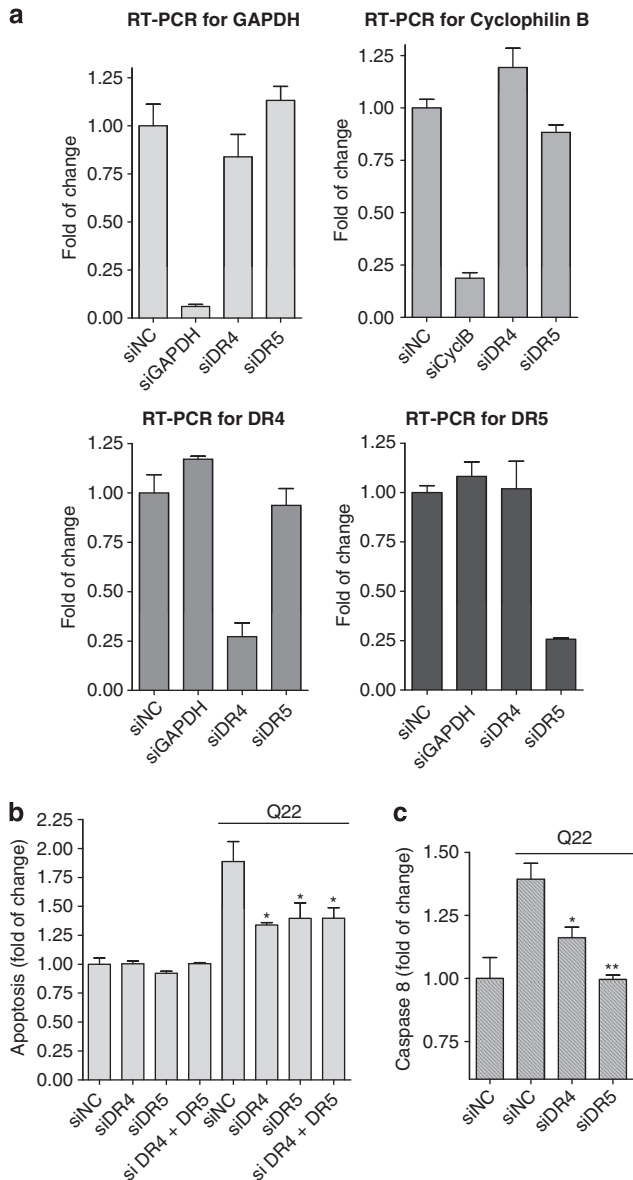 a
RT-PCR for GAPDH
Fold of change
1.25
1.00
0.75
0.50
0.25
0.00
siNC
siGAPDH
siDR4
siDR5
RT-PCR for Cyclophilin B
Fold of change
1.25
1.00
0.75
0.50
0.25
0.00
siNC
siCyclB
siDR4
siDR5
RT-PCR for DR4
Fold of change
1.25
1.00
0.75
0.50
0.25
0.00
siNC
siGAPDH
siDR4
siDR5
RT-PCR for DR5
Fold of change
1.25
1.00
0.75
0.50
0.25
0.00
siNC
siGAPDH
siDR4
siDR5
b
Q22
Apoptosis (fold of change)
2.25
2.00
1.75
1.50
1.25
1.00
0.75
0.50
0.25
0.00
*
*
*
siNC
siDR4
siDR5
si DR4 + DR5
siNC
siDR4
siDR5
si DR4 + DR5
c
Q22
Caspase 8 (fold of change)
1.50
1.25
1.00
0.75
*
**
siNC
siNC
siDR4
siDR5